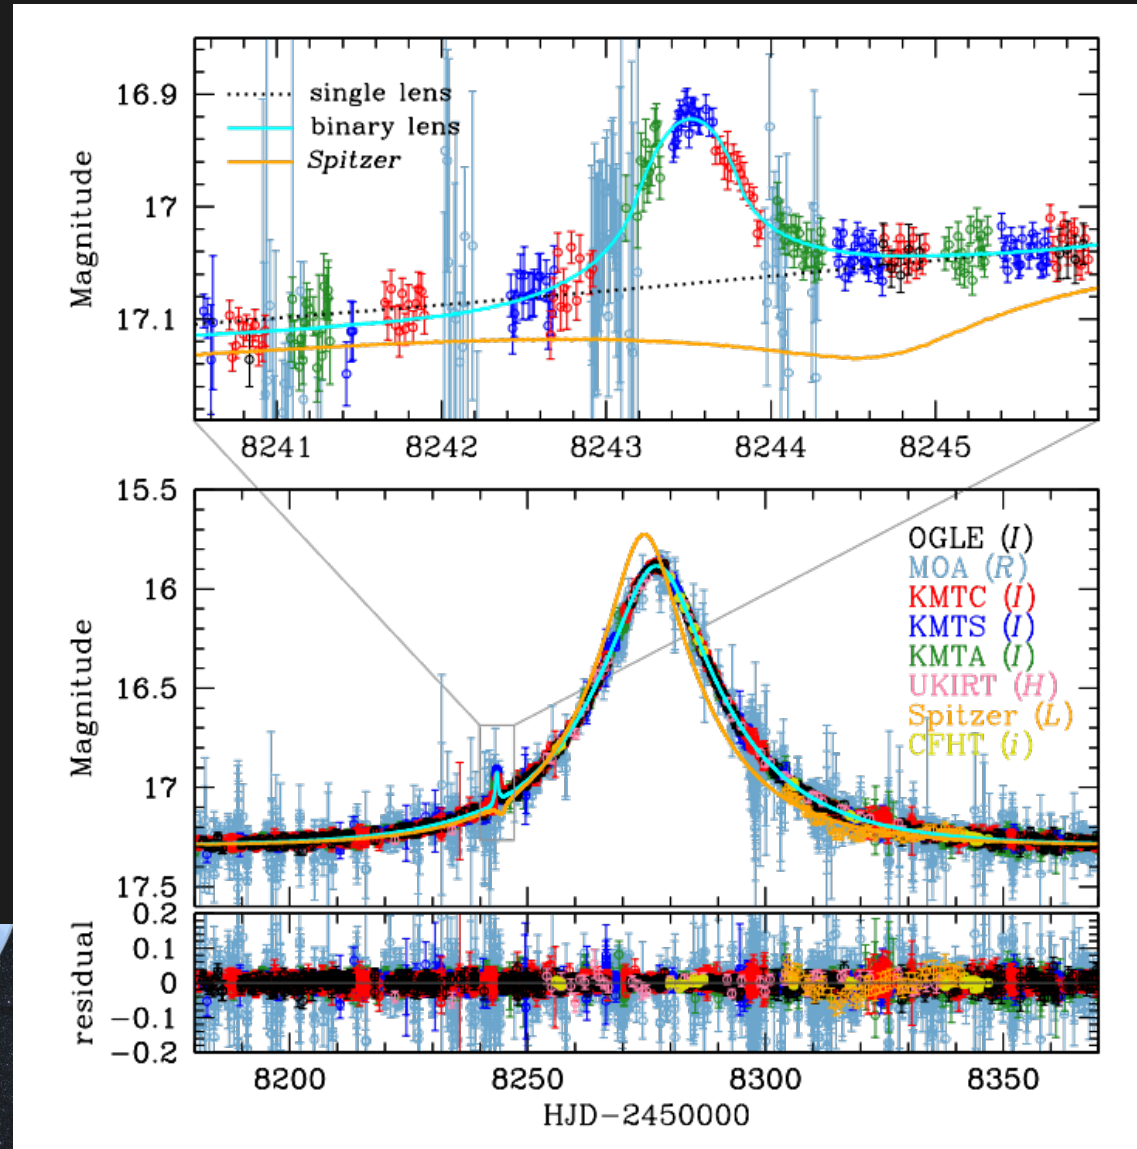 16.9
17
17.1
Magnitude
single lens
binary lens
Spitzer
8241 8242 8243 8244 8245
15.5
16
16.5
17
17.5
Magnitude
OGLE (I)
MOA (R)
KMTC (I)
KMTS (I)
KMTA (I)
UKIRT (H)
Spitzer (L)
CFHT (i)
0.2
0.1
0
−0.1
−0.2
residual
8200 8250 8300 8350
HJD−2450000